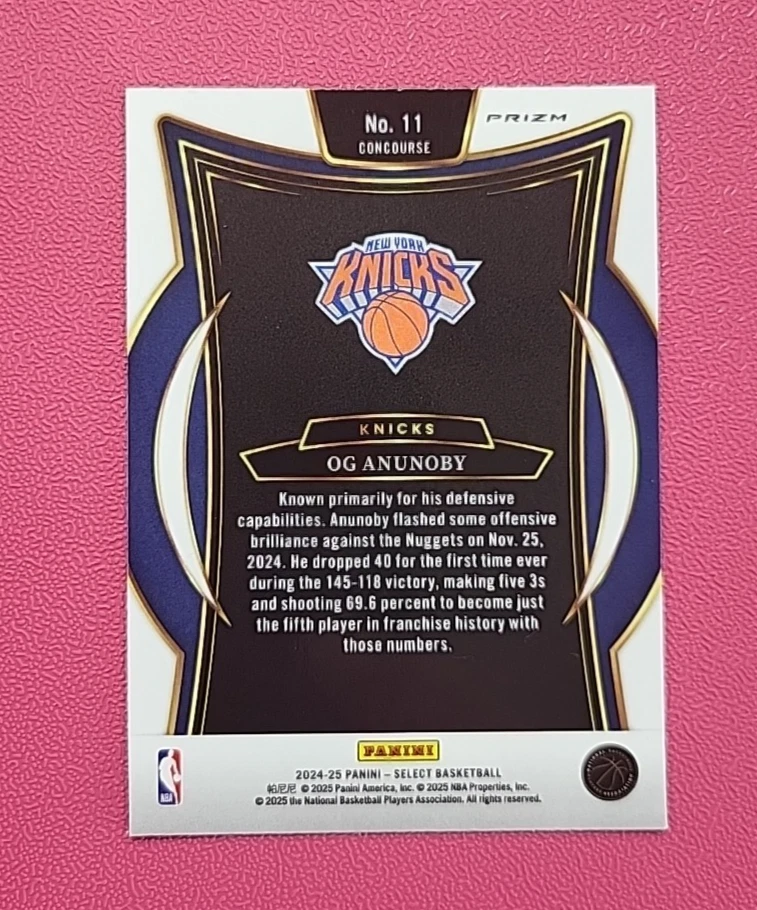 No. 11
PRIZM
CONCOURSE
NEW YORK
KNICKS
KNICKS
OG ANUNOBY
Known primarily for his defensive
capabilities. Anunoby flashed some offensive
brilliance against the Nuggets on Nov. 25,
2024. He dropped 40 for the first time ever
during the 145-118 victory, making five 3s
and shooting 69.6 percent to become just
the fifth player in franchise history with
those numbers.
PANINI
2024-25 PANINI – SELECT BASKETBALL
帕尼尼 © 2025 Panini America, Inc. © 2025 NBA Properties, Inc.
© 2025 the National Basketball Players Association. All rights reserved.
NBA